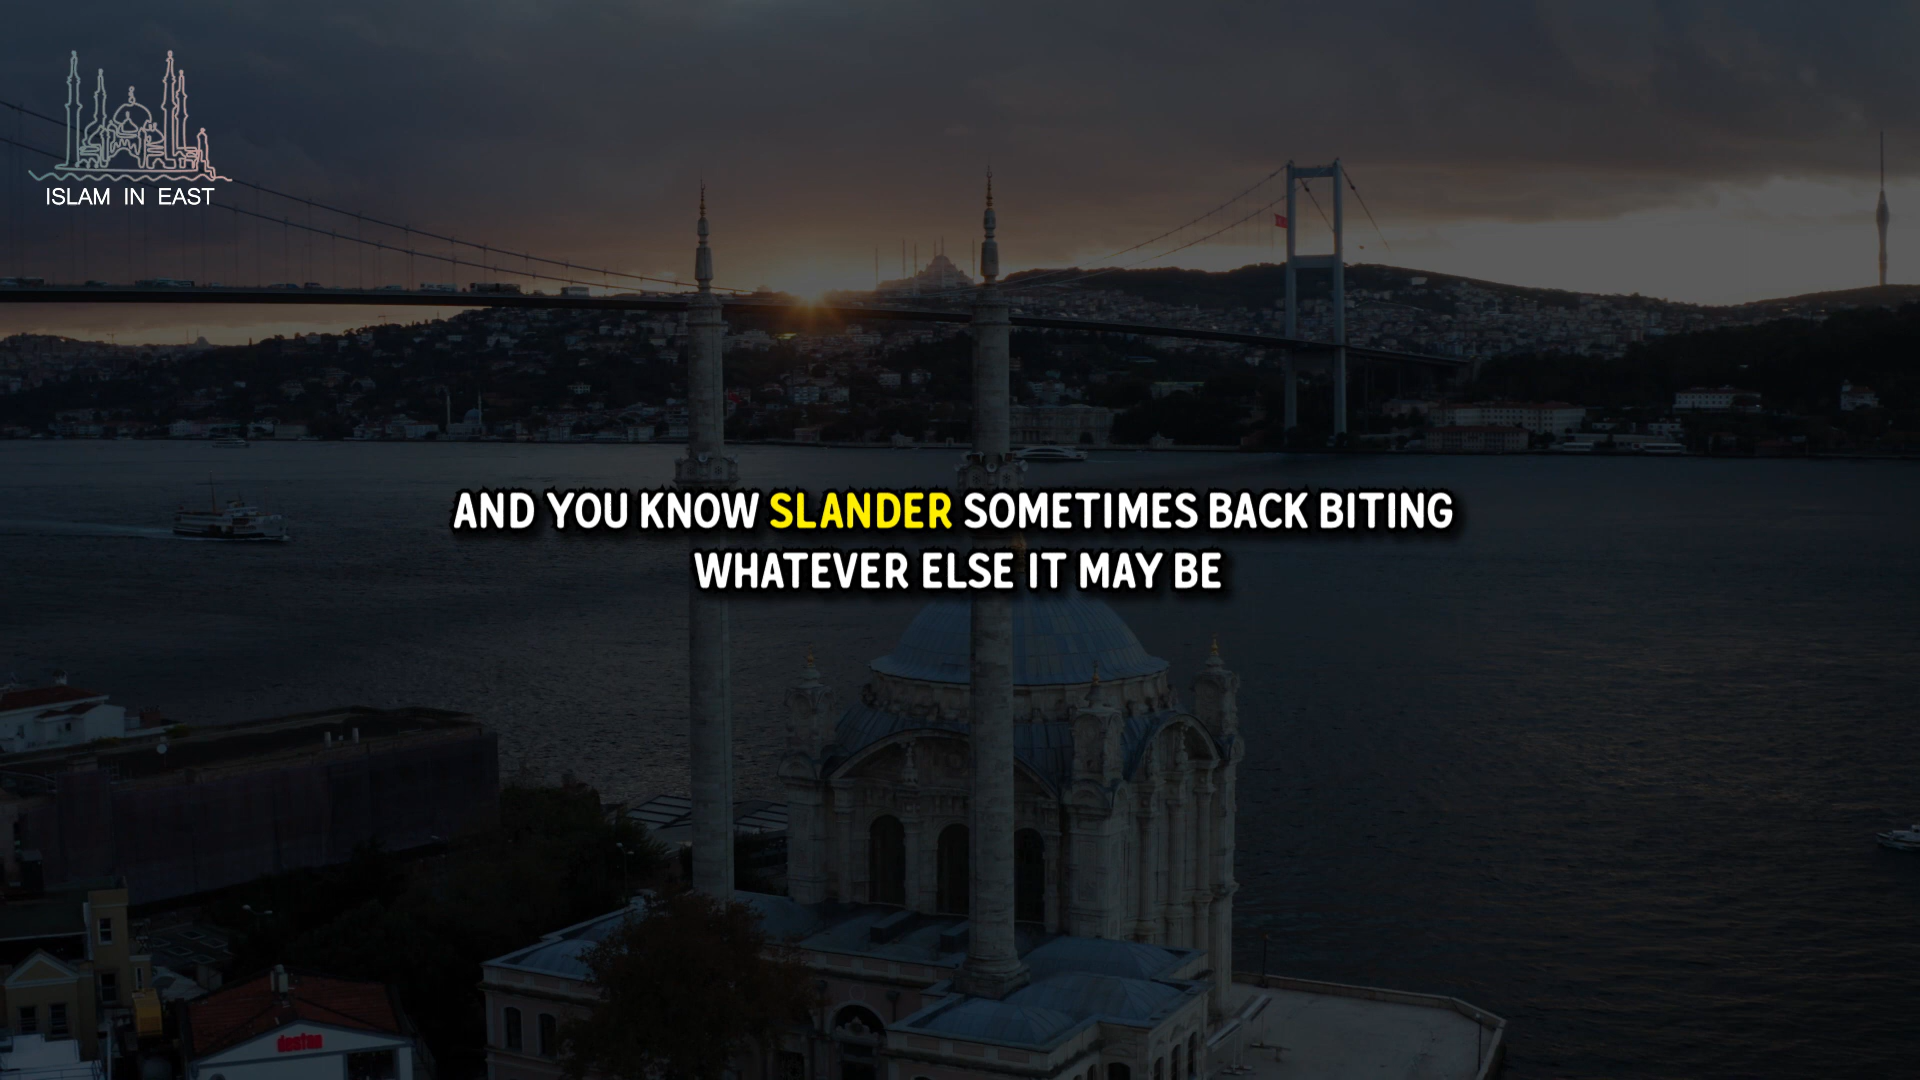 ISLAM IN EAST
AND YOU KNOW SLANDER SOMETIMES BACK BITING
WHATEVER ELSE IT MAY BE